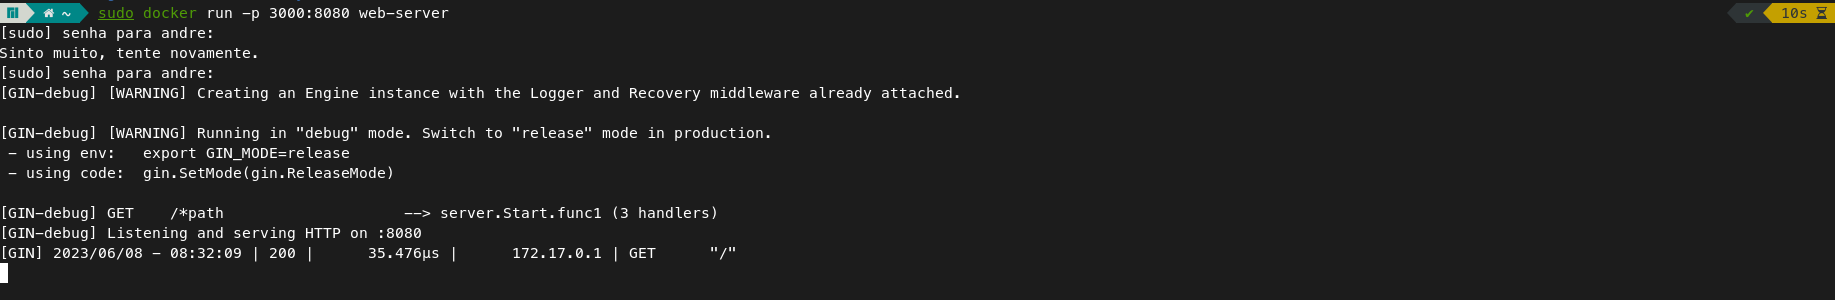 ~ sudo docker run -p 3000:8080 web-server ✔ 10s
[sudo] senha para andre:
Sinto muito, tente novamente.
[sudo] senha para andre:
[GIN-debug] [WARNING] Creating an Engine instance with the Logger and Recovery middleware already attached.
[GIN-debug] [WARNING] Running in "debug" mode. Switch to "release" mode in production.
- using env:   export GIN_MODE=release
- using code:  gin.SetMode(gin.ReleaseMode)
[GIN-debug] GET    /*path                    --> server.Start.func1 (3 handlers)
[GIN-debug] Listening and serving HTTP on :8080
[GIN] 2023/06/08 - 08:32:09 | 200 |      35.476µs |      172.17.0.1 | GET      "/"